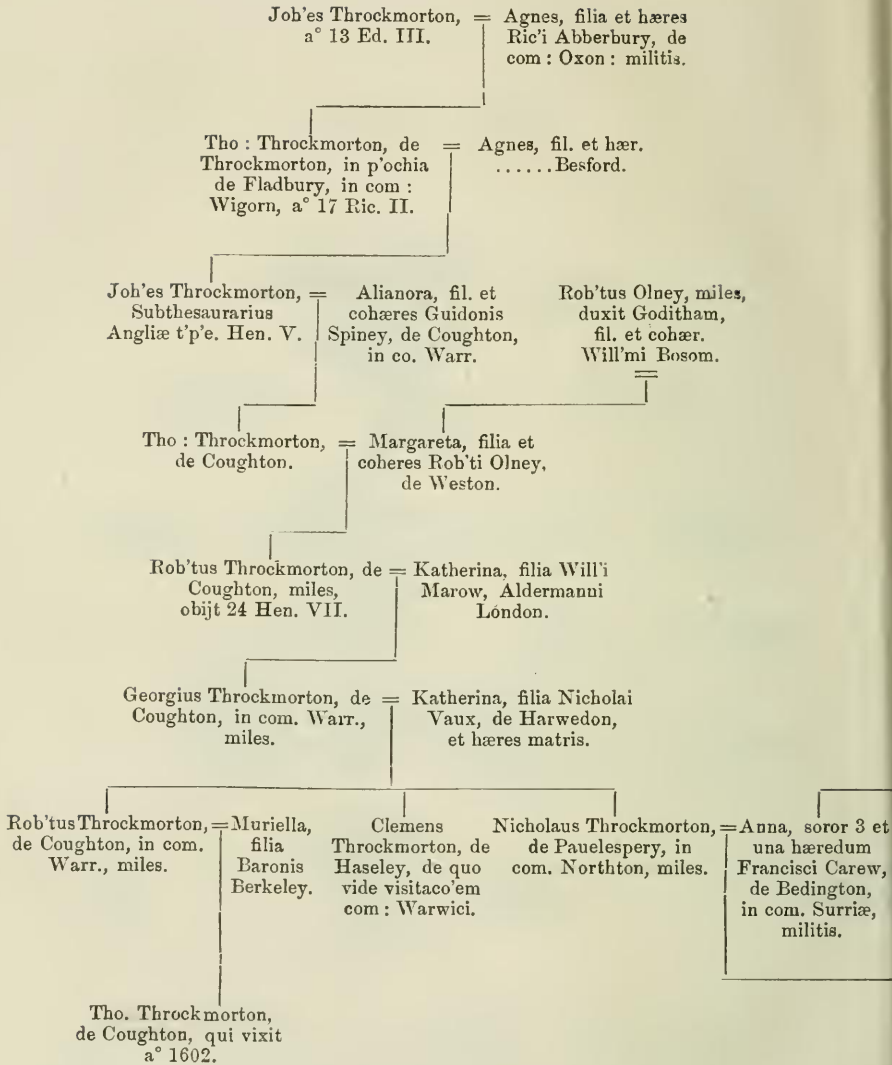 Joh'es Throckmorton,
a° 13 Ed. III.
=
Agnes, filia et hæres
Ric'i Abberbury, de
com : Oxon : militis.
Tho : Throckmorton, de
Throckmorton, in p'ochia
de Fladbury, in com :
Wigorn, a° 17 Ric. II.
=
Agnes, fil. et hær.
......Besford.
Joh'es Throckmorton,
Subthesaurarius
Angliæ t'p'e. Hen. V.
=
Alianora, fil. et
cohæres Guidonis
Spiney, de Coughton,
in co. Warr.
Rob'tus Olney, miles,
duxit Goditham,
fil. et cohær.
Will'mi Bosom.
=
Tho : Throckmorton,
de Coughton.
=
Margareta, filia et
coheres Rob'ti Olney,
de Weston.
Rob'tus Throckmorton, de
Coughton, miles,
obijt 24 Hen. VII.
=
Katherina, filia Will'i
Marow, Aldermanni
London.
Georgius Throckmorton, de
Coughton, in com. Warr.,
miles.
=
Katherina, filia Nicholai
Vaux, de Harwedon,
et hæres matris.
Rob'tus Throckmorton,
de Coughton, in com.
Warr., miles.
=
Muriella,
filia
Baronis
Berkeley.
Clemens
Throckmorton, de
Haseley, de quo
vide visitaco'em
com : Warwici.
Nicholaus Throckmorton,
de Pauelespery, in
com. Northton, miles.
=
Anna, soror 3 et
una hæredum
Francisci Carew,
de Bedington,
in com. Surriæ,
militis.
Tho. Throckmorton,
de Coughton, qui vixit
a° 1602.